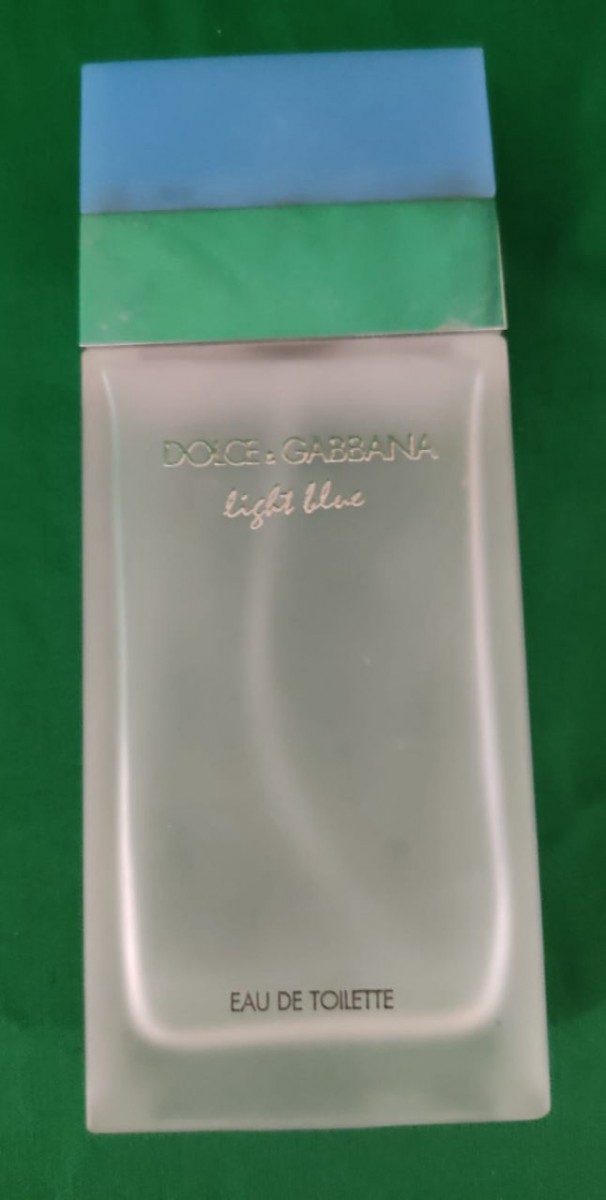 DOLCE & GABBANA
light blue
EAU DE TOILETTE